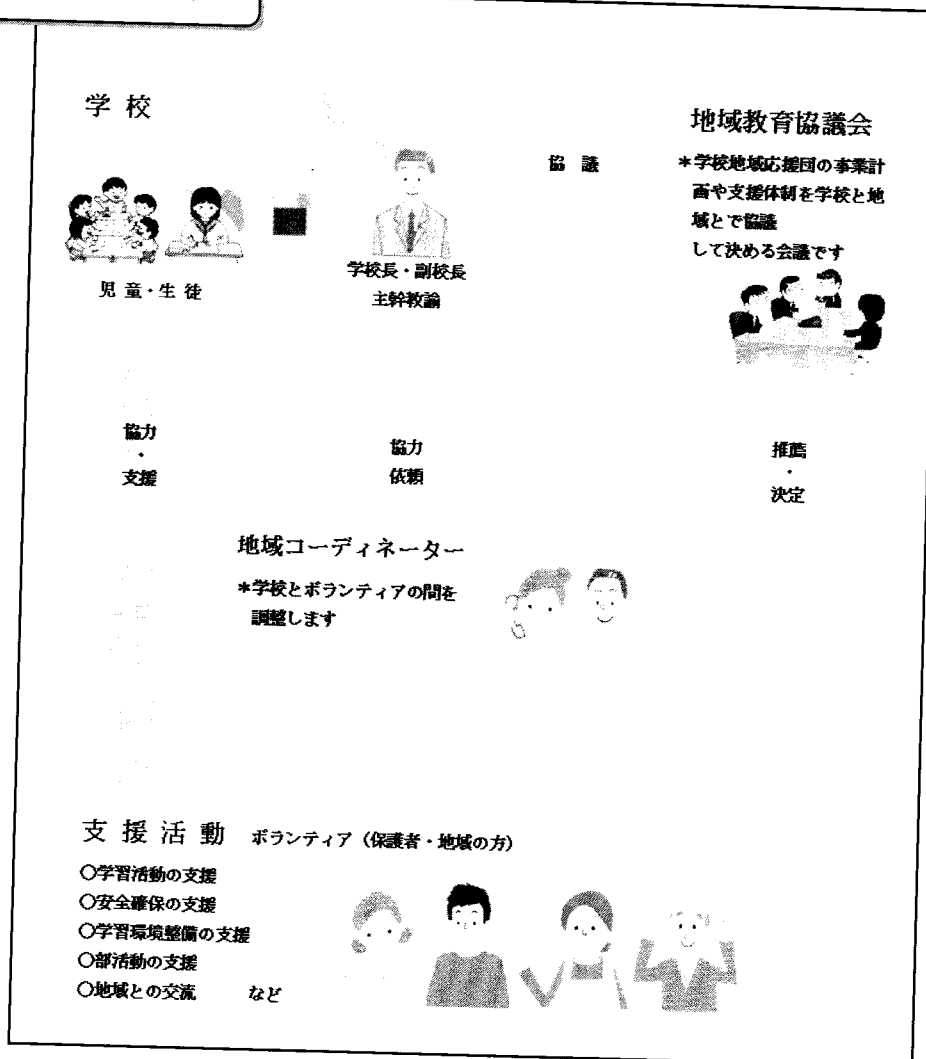 学校
地域教育協議会
協議
＊学校地域応援団の事業計
画や支援体制を学校と地
域とで協議
して決める会議です
学校長・副校長
主幹教諭
児童・生徒
協力
・
支援
協力
依頼
推薦
・
決定
地域コーディネーター
＊学校とボランティアの間を
調整します
支援活動 ボランティア（保護者・地域の方）
○学習活動の支援
○安全確保の支援
○学習環境整備の支援
○部活動の支援
○地域との交流 など